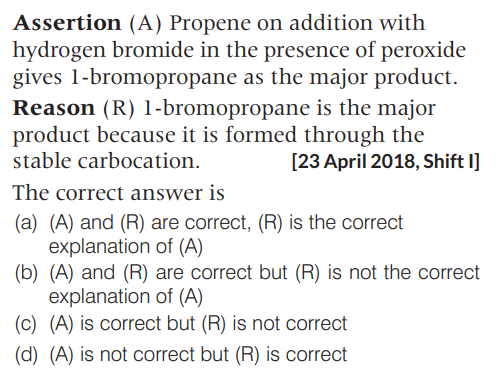 Assertion (A) Propene on addition with
hydrogen bromide in the presence of peroxide
gives 1-bromopropane as the major product.
Reason (R) 1-bromopropane is the major
product because it is formed through the
stable carbocation. [23 April 2018, Shift I]
The correct answer is
(a) (A) and (R) are correct, (R) is the correct
explanation of (A)
(b) (A) and (R) are correct but (R) is not the correct
explanation of (A)
(c) (A) is correct but (R) is not correct
(d) (A) is not correct but (R) is correct